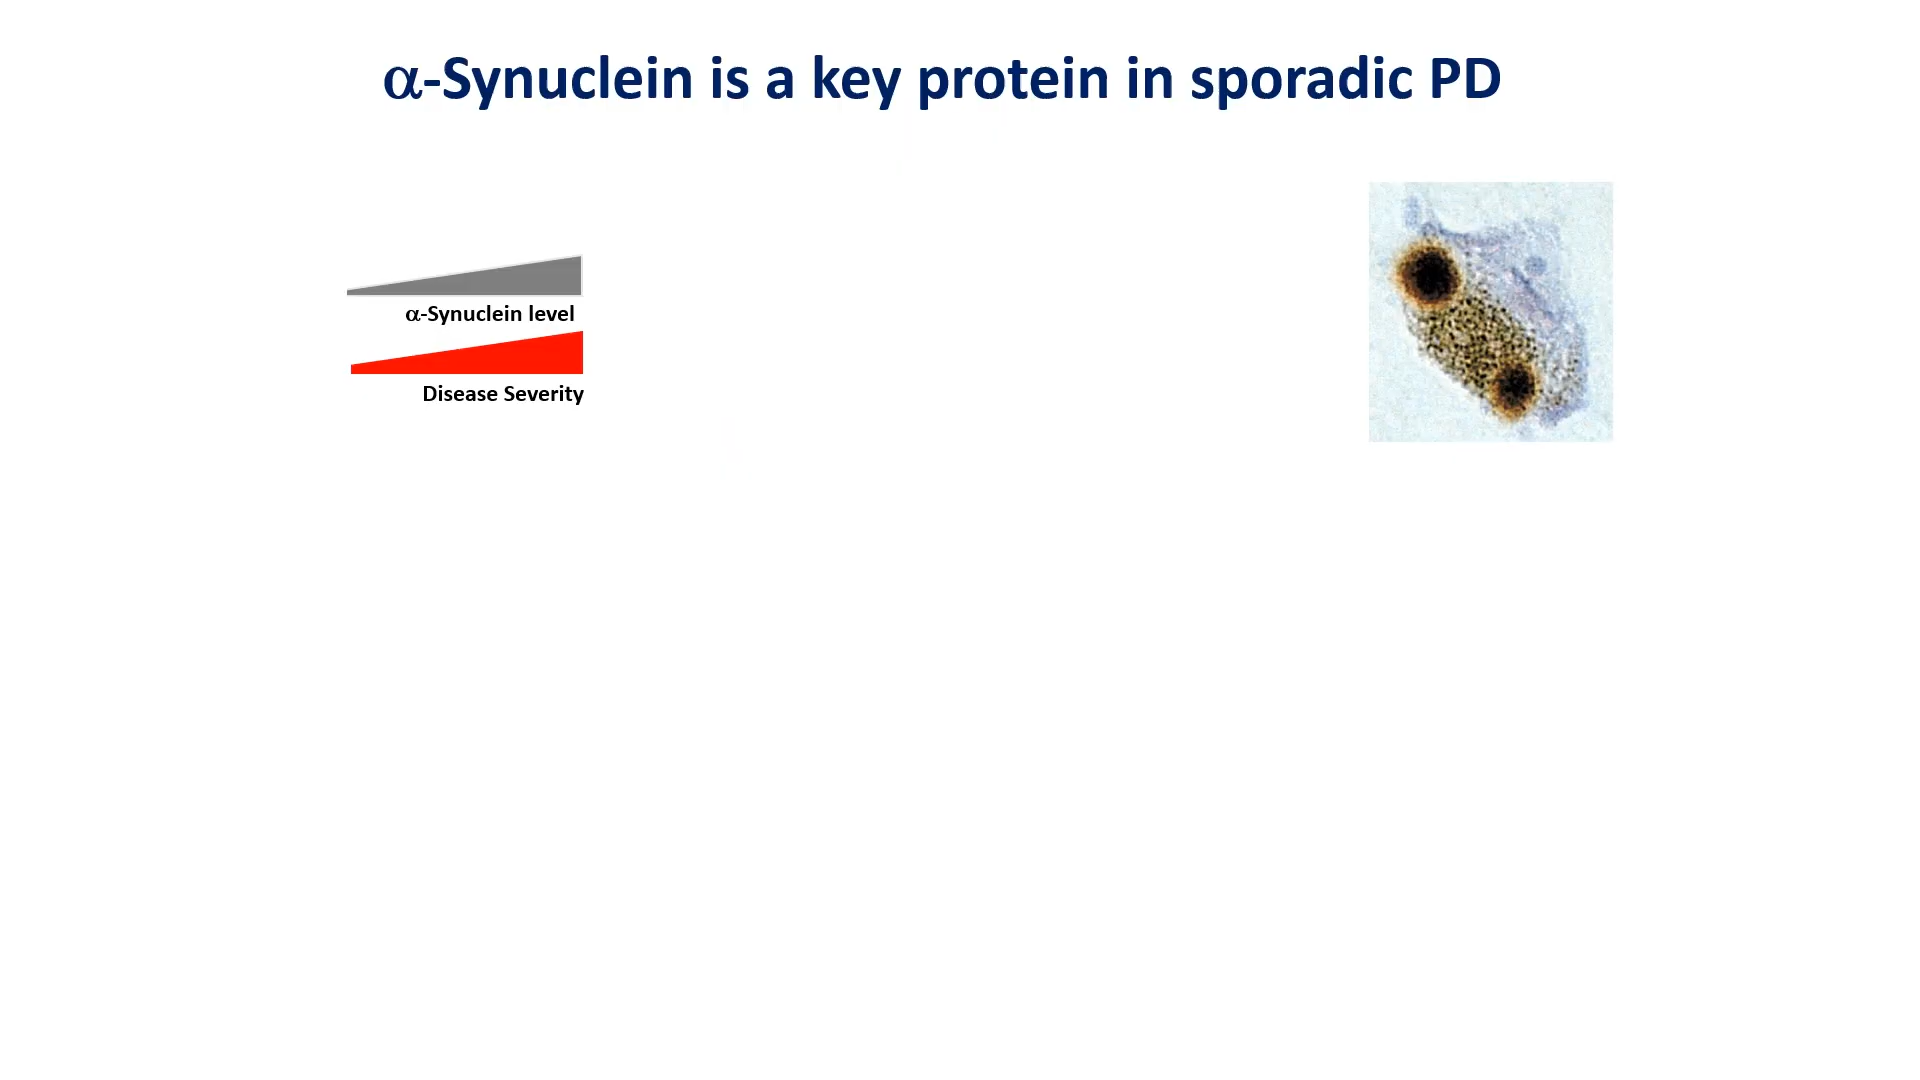 α-Synuclein is a key protein in sporadic PD
α-Synuclein level
Disease Severity